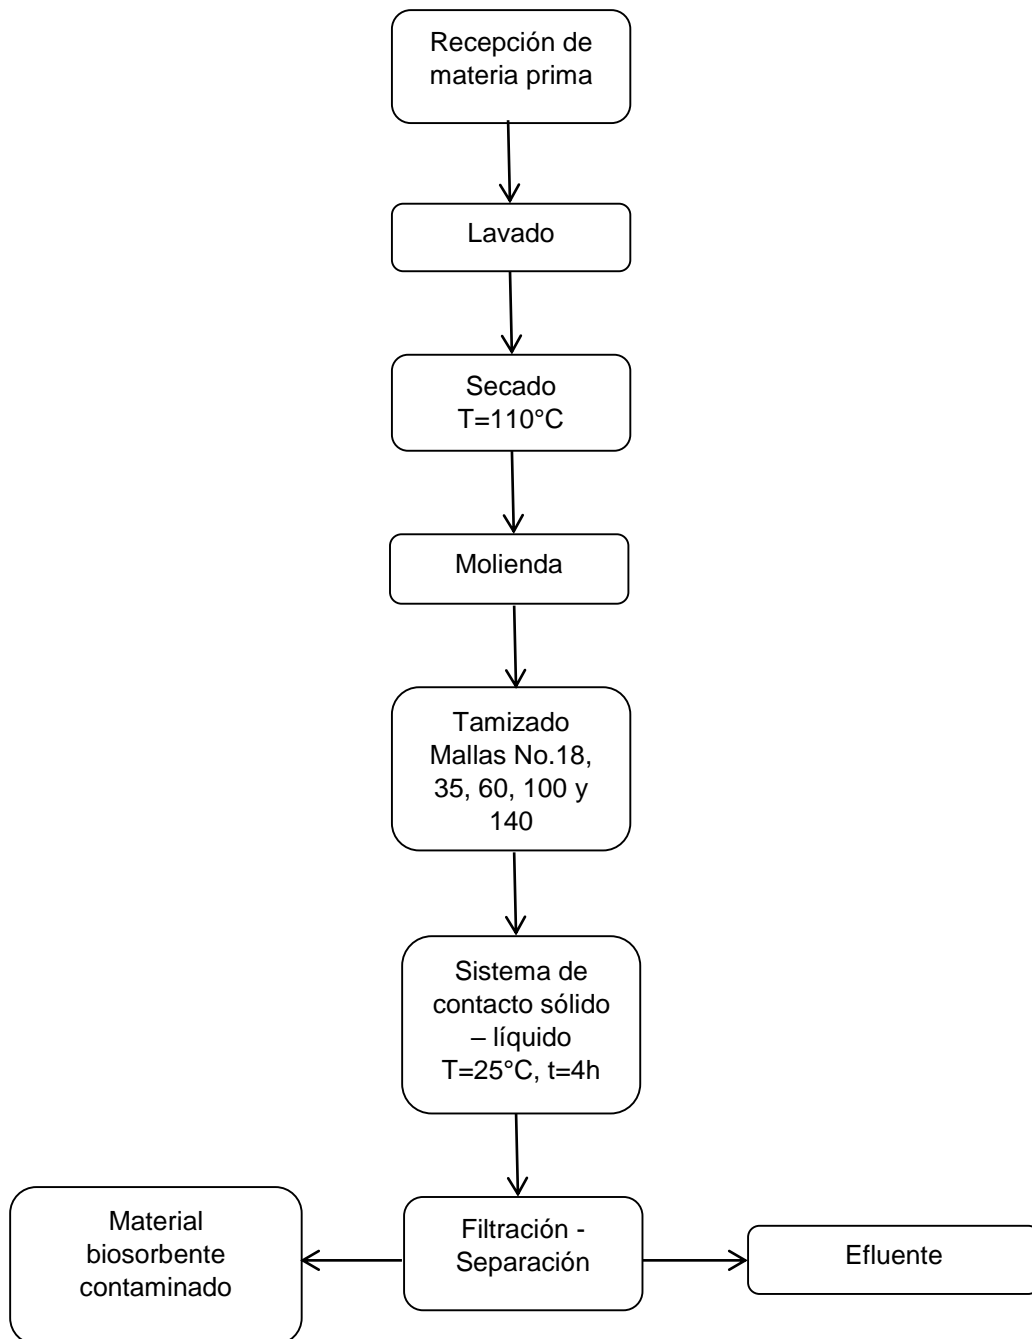 Recepción de
materia prima
Lavado
Secado
T=110°C
Molienda
Tamizado
Mallas No.18,
35, 60, 100 y
140
Sistema de
contacto sólido
– líquido
T=25°C, t=4h
Material
biosorbente
contaminado
Filtración -
Separación
Efluente